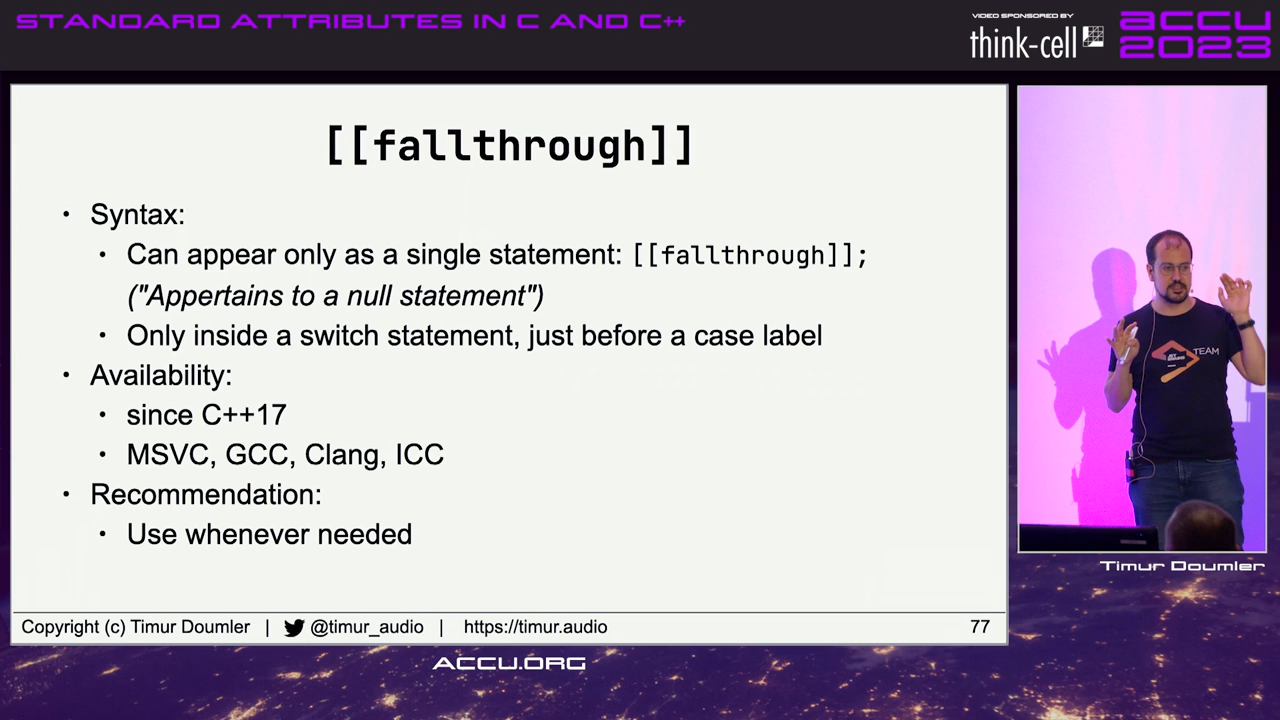 STANDARD ATTRIBUTES IN C AND C++
VIDEO SPONSORED BY
think-cell
ACCU
2023
[[fallthrough]]
• Syntax:
• Can appear only as a single statement: [[fallthrough]];
("Appertains to a null statement")
• Only inside a switch statement, just before a case label
• Availability:
• since C++17
• MSVC, GCC, Clang, ICC
• Recommendation:
• Use whenever needed
TEAM
Timur Doumler
Copyright (c) Timur Doumler | @timur_audio | https://timur.audio
77
ACCU.ORG